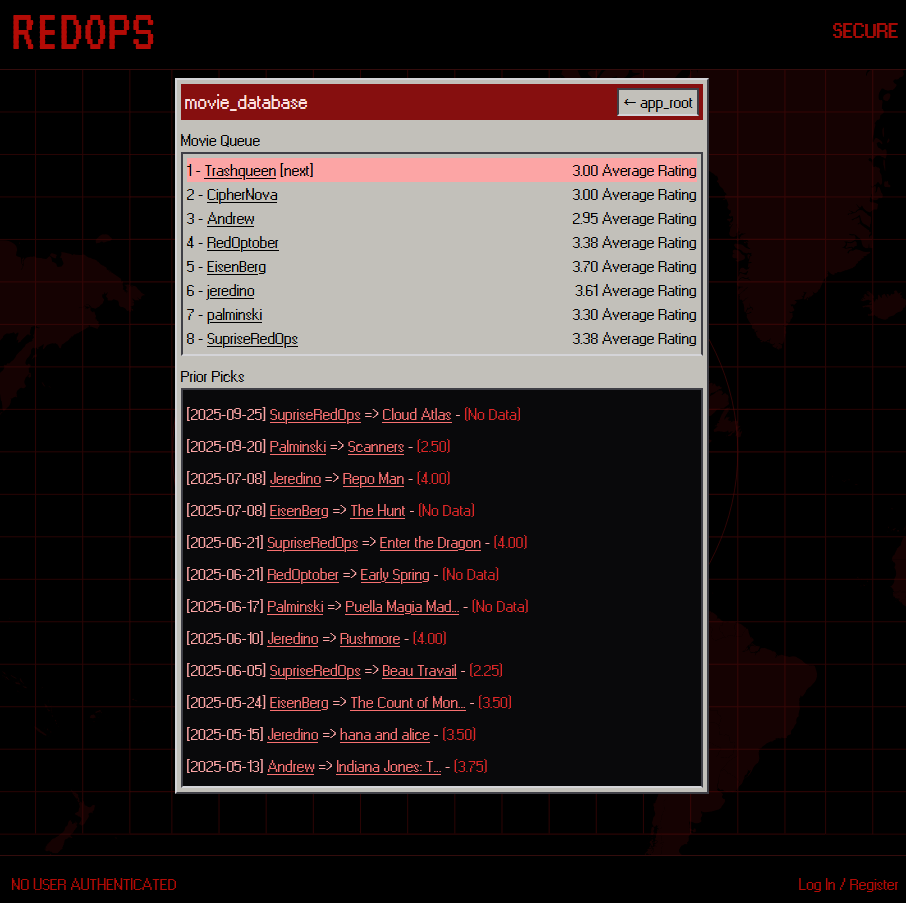 REDOPS
SECURE
movie_database
← app_root
Movie Queue
1 - Trashqueen [next] 3.00 Average Rating
2 - CipherNova 3.00 Average Rating
3 - Andrew 2.95 Average Rating
4 - RedOptober 3.38 Average Rating
5 - EisenBerg 3.70 Average Rating
6 - jeredino 3.61 Average Rating
7 - palminski 3.30 Average Rating
8 - SupriseRedOps 3.38 Average Rating
Prior Picks
[2025-09-25] SupriseRedOps => Cloud Atlas - (No Data)
[2025-09-20] Palminski => Scanners - (2.50)
[2025-07-08] Jeredino => Repo Man - (4.00)
[2025-07-08] EisenBerg => The Hunt - (No Data)
[2025-06-21] SupriseRedOps => Enter the Dragon - (4.00)
[2025-06-21] RedOptober => Early Spring - (No Data)
[2025-06-17] Palminski => Puella Magia Mad... - (No Data)
[2025-06-10] Jeredino => Rushmore - (4.00)
[2025-06-05] SupriseRedOps => Beau Travail - (2.25)
[2025-05-24] EisenBerg => The Count of Mon... - (3.50)
[2025-05-15] Jeredino => hana and alice - (3.50)
[2025-05-13] Andrew => Indiana Jones: T... - (3.75)
NO USER AUTHENTICATED
Log In / Register